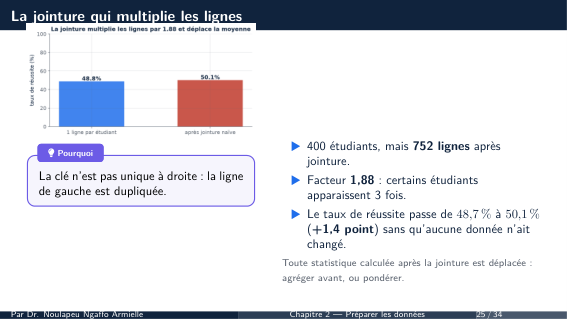 La jointure qui multiplie les lignes
La jointure multiplie les lignes par 1.88 et déplace la moyenne
taux de réussite (%)
100
80
60
40
20
0
48.8%
50.1%
1 ligne par étudiant
après jointure naïve
Pourquoi
La clé n'est pas unique à droite : la ligne
de gauche est dupliquée.
400 étudiants, mais 752 lignes après
jointure.
Facteur 1,88 : certains étudiants
apparaissent 3 fois.
Le taux de réussite passe de 48,7 % à 50,1 %
(+1,4 point) sans qu'aucune donnée n'ait
changé.
Toute statistique calculée après la jointure est déplacée :
agréger avant, ou pondérer.
Par Dr. Noulapeu Ngaffo Armielle
Chapitre 2 — Préparer les données
25 / 34